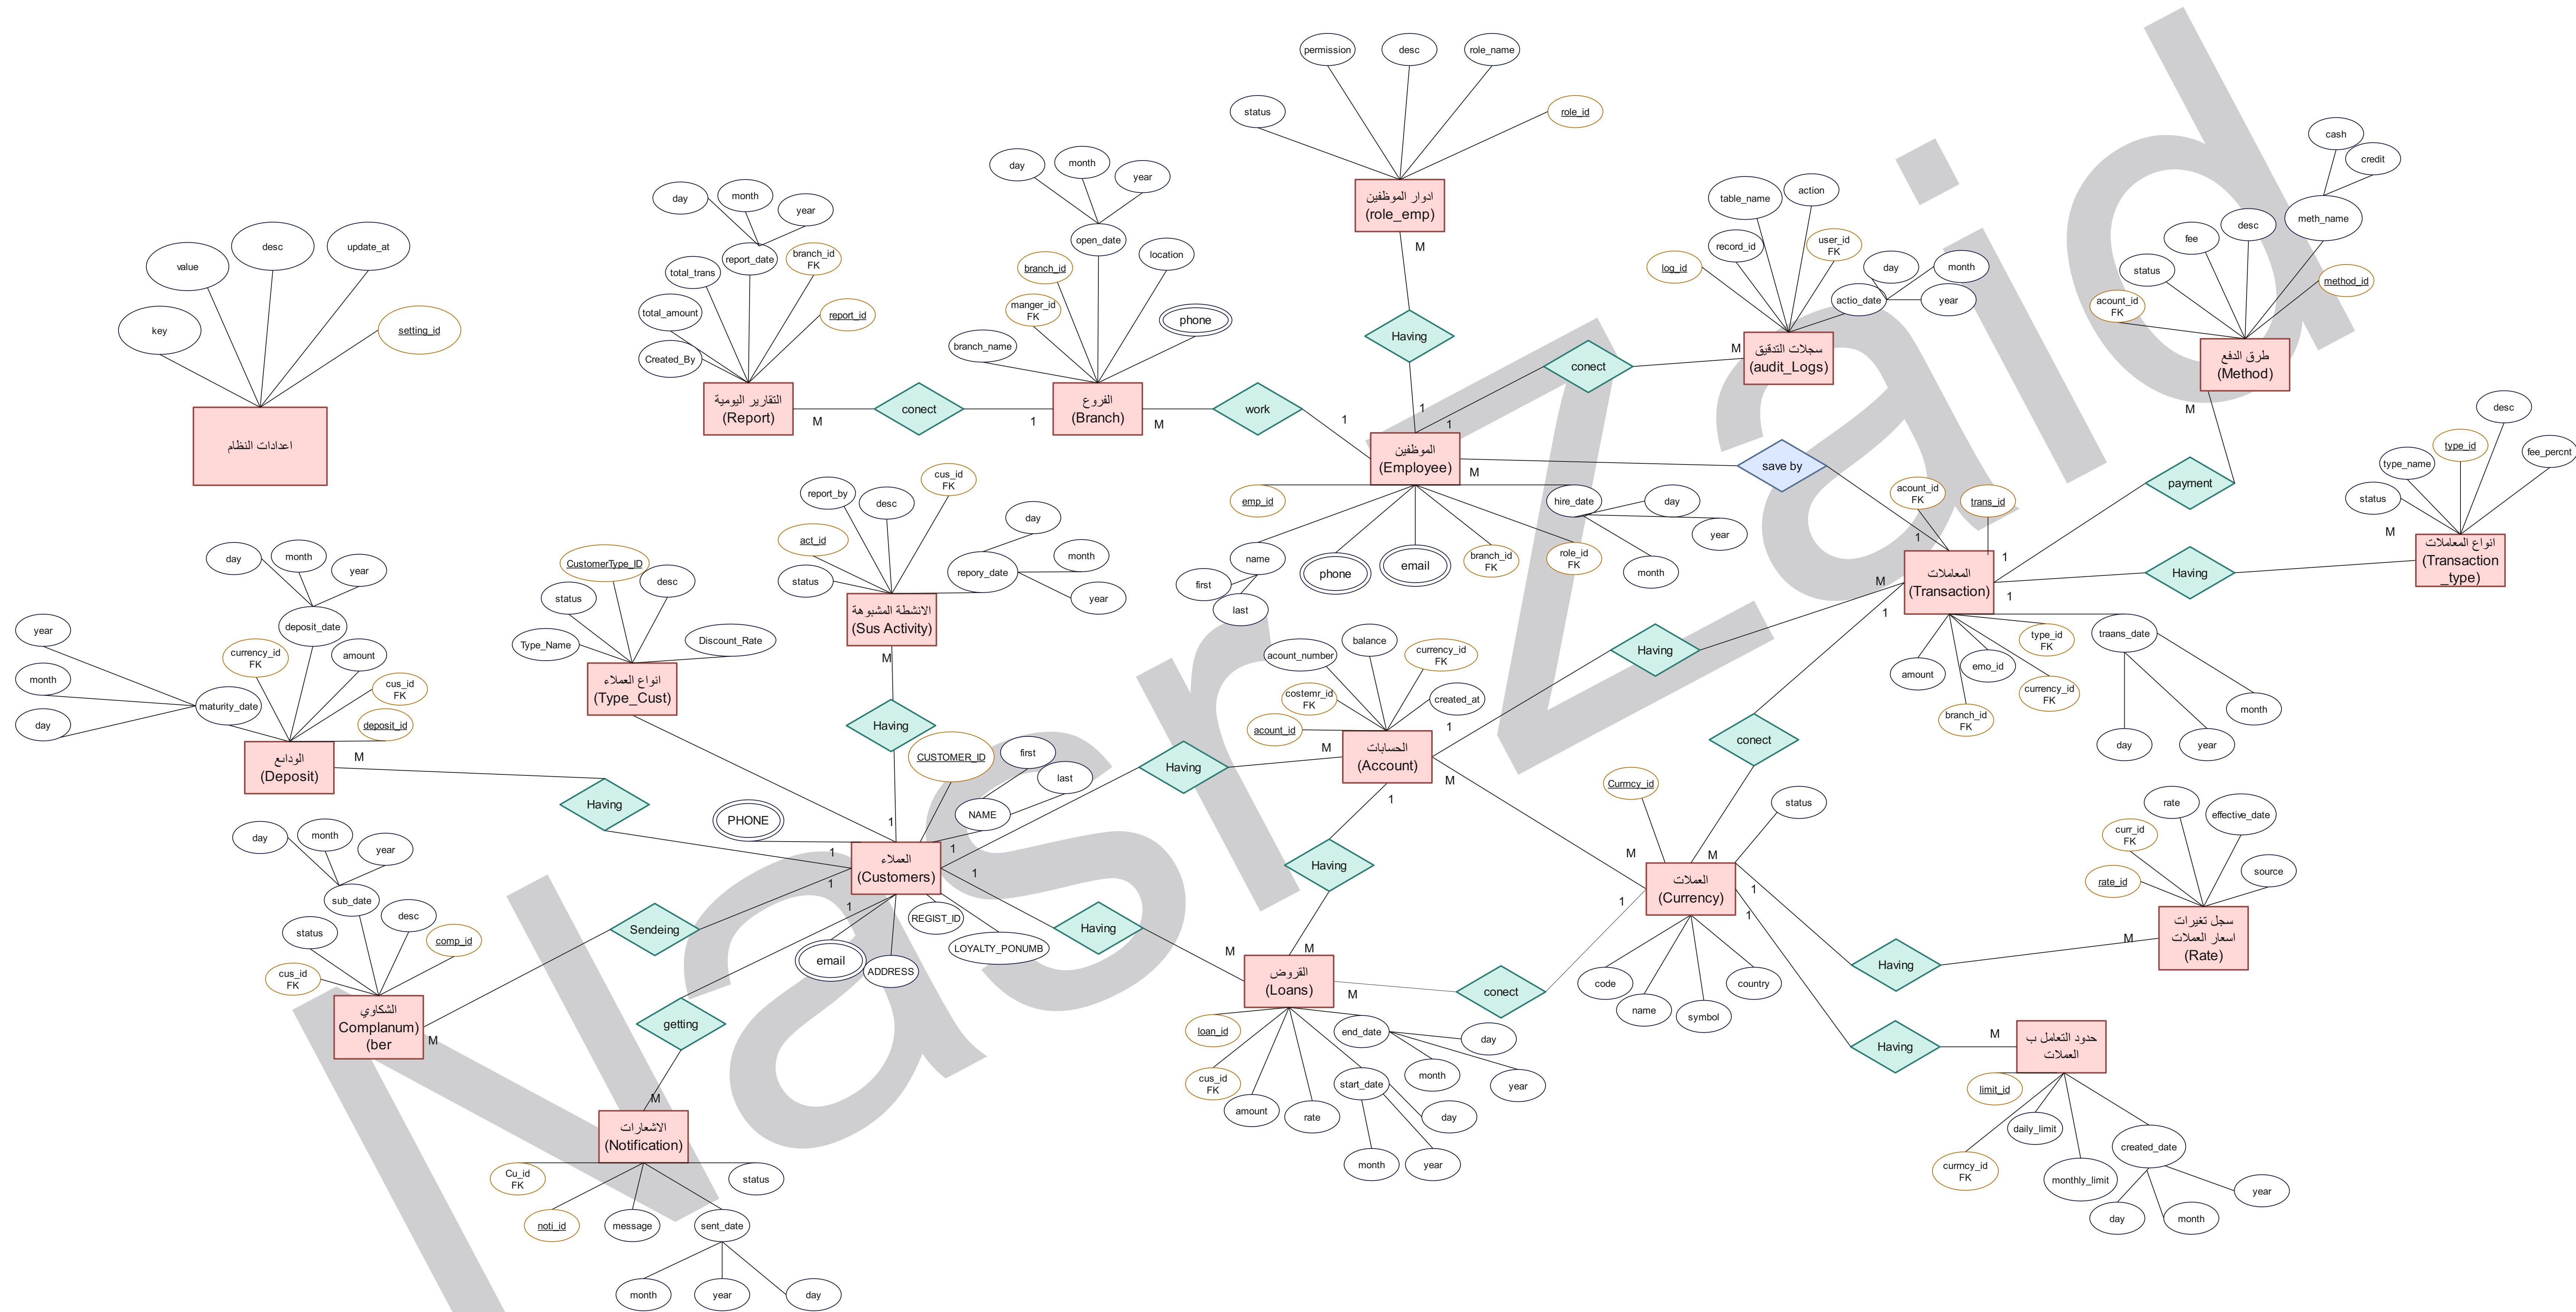 permission
desc
role_name
status
role_id
ادوار الموظفين
(role_emp)
M
Having
1
cash
credit
meth_name
desc
fee
status
acount_id
FK
method_id
طرق الدفع
(Method)
M
payment
1
table_name
action
record_id
user_id
FK
log_id
day
month
year
actio_date
سجلات التدقيق
(audit_Logs)
M
conect
1
day
month
year
open_date
location
branch_id
manger_id
FK
phone
branch_name
الفروع
(Branch)
1
M
work
1
day
month
year
report_date
branch_id
FK
total_trans
total_amount
report_id
Created_By
التقارير اليومية
(Report)
M
conect
value
desc
update_at
key
setting_id
اعدادات النظام
الموظفين
(Employee)
M
save by
1
emp_id
name
first
last
phone
email
branch_id
FK
role_id
FK
hire_date
day
year
month
desc
type_id
type_name
fee_percnt
status
انواع المعاملات
(Transaction
_type)
M
Having
1
acount_id
FK
trans_id
المعاملات
(Transaction)
M
1
amount
branch_id
FK
emo_id
type_id
FK
currency_id
FK
traans_date
day
year
month
cus_id
FK
report_by
desc
act_id
status
day
month
year
repory_date
الانشطة المشبوهة
(Sus Activity)
M
Having
1
CustomerType_ID
desc
status
Type_Name
Discount_Rate
انواع العملاء
(Type_Cust)
day
month
year
deposit_date
year
month
day
maturity_date
currency_id
FK
amount
cus_id
FK
deposit_id
الودائع
(Deposit)
M
Having
1
CUSTOMER_ID
first
last
NAME
PHONE
العملاء
(Customers)
1
1
1
1
email
ADDRESS
REGIST_ID
LOYALTY_PONUMB
Having
M
acount_number
balance
currency_id
FK
costemr_id
FK
created_at
acount_id
الحسابات
(Account)
1
M
1
Having
Having
M
Having
M
conect
Currncy_id
status
العملات
(Currency)
M
M
1
1
1
code
name
symbol
country
rate
effective_date
curr_id
FK
source
rate_id
سجل تغيرات
اسعار العملات
(Rate)
M
Having
حدود التعامل ب
العملات
M
Having
limit_id
daily_limit
currncy_id
FK
monthly_limit
created_date
day
month
year
القروض
(Loans)
M
conect
loan_id
cus_id
FK
amount
rate
start_date
month
year
day
end_date
day
month
year
day
month
year
sub_date
status
desc
comp_id
cus_id
FK
الشكاوي
Complanum)
(ber
M
Sendeing
getting
M
الاشعارات
(Notification)
Cu_id
FK
noti_id
message
sent_date
status
month
year
day
Nasr Zaid